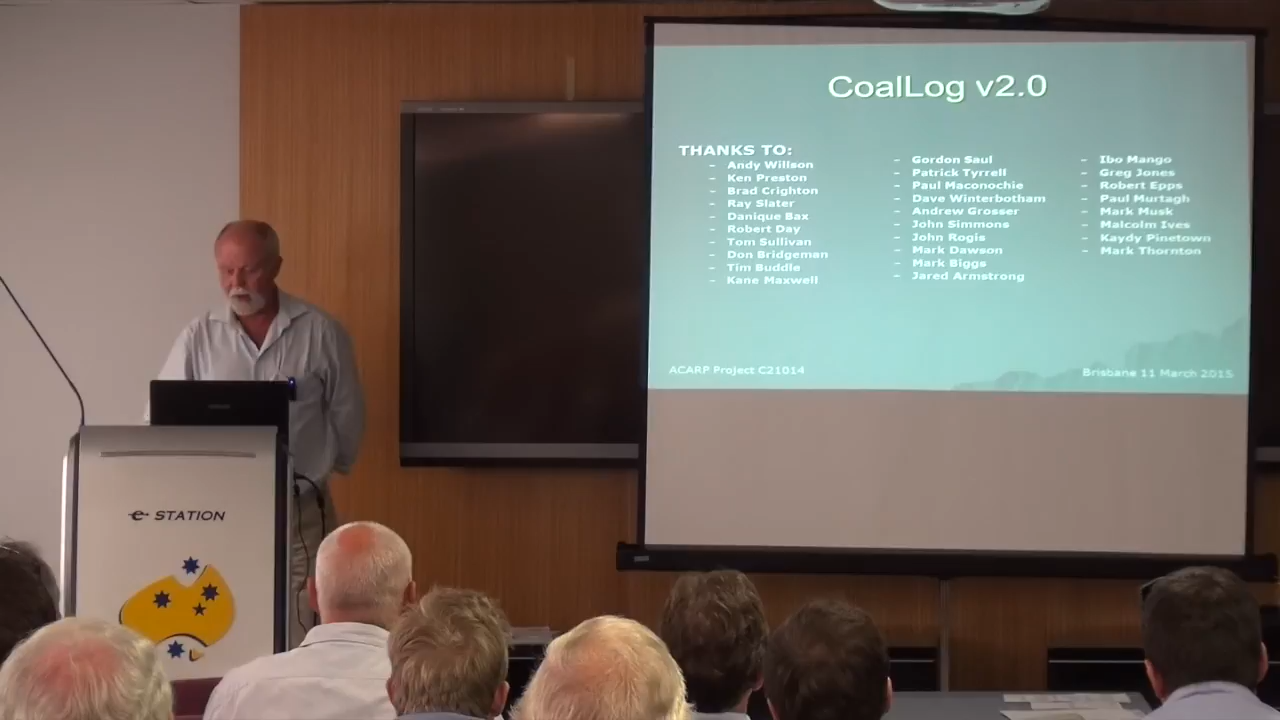 CoalLog v2.0
THANKS TO:
- Andy Willson
- Ken Preston
- Brad Crighton
- Ray Slater
- Danique Bax
- Robert Day
- Tom Sullivan
- Don Bridgeman
- Tim Buddle
- Kane Maxwell
- Gordon Saul
- Patrick Tyrrell
- Paul Maconochie
- Dave Winterbotham
- Andrew Grosser
- John Simmons
- John Rogis
- Mark Dawson
- Mark Biggs
- Jared Armstrong
- Ibo Mango
- Greg Jones
- Robert Epps
- Paul Murtagh
- Mark Musk
- Malcolm Ives
- Kaydy Pinetown
- Mark Thornton
ACARP Project C21014
Brisbane 11 March 2015
e- STATION